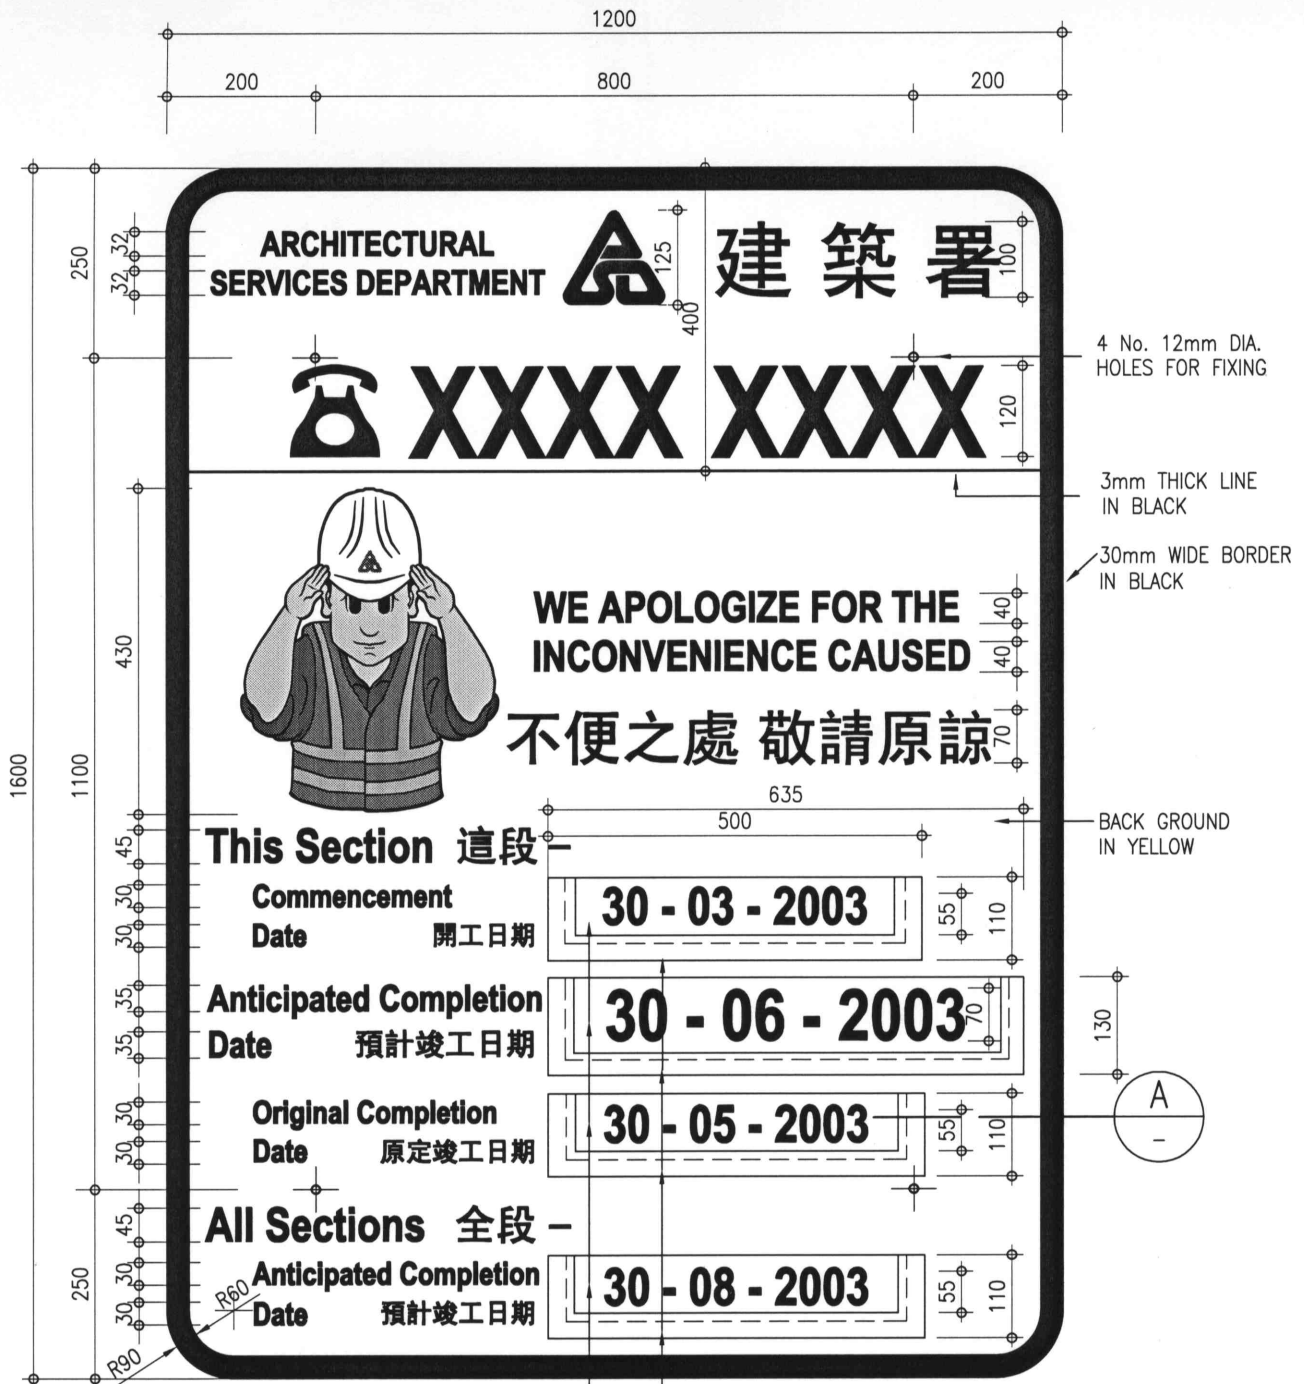 1200
200
800
200
ARCHITECTURAL
SERVICES DEPARTMENT
建築署
32
32
250
125
100
400
4 No. 12mm DIA.
HOLES FOR FIXING
XXXX XXXX
120
3mm THICK LINE
IN BLACK
30mm WIDE BORDER
IN BLACK
WE APOLOGIZE FOR THE
INCONVENIENCE CAUSED
40
40
430
不便之處 敬請原諒
70
1600
1100
635
500
BACK GROUND
IN YELLOW
This Section 這段 –
45
Commencement
Date 開工日期
30 - 03 - 2003
30
30
55
110
Anticipated Completion
Date 預計竣工日期
30 - 06 - 2003
35
35
70
130
Original Completion
Date 原定竣工日期
30 - 05 - 2003
30
30
55
110
A
-
All Sections 全段 –
45
Anticipated Completion
Date 預計竣工日期
30 - 08 - 2003
30
30
55
110
250
R60
R90